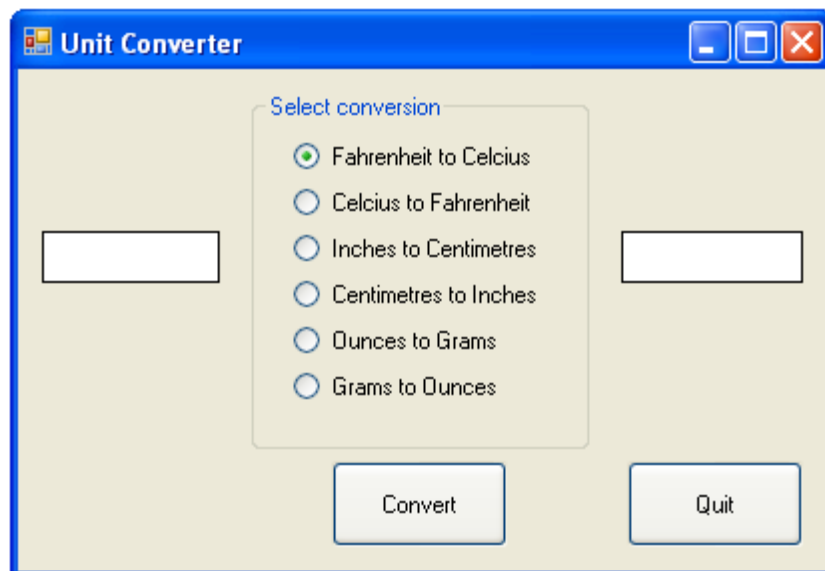 Unit Converter
Select conversion
Fahrenheit to Celcius
Celcius to Fahrenheit
Inches to Centimetres
Centimetres to Inches
Ounces to Grams
Grams to Ounces
Convert
Quit